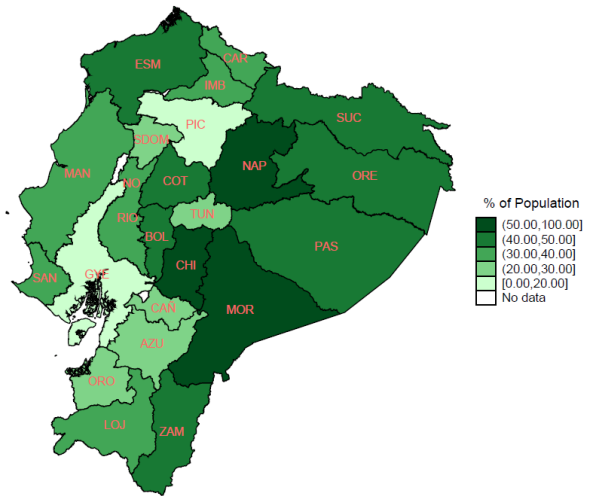 ESM
CAR
IMB
PIC
SUC
SDOM
NAP
MAN
NO
COT
ORE
RIO
TUN
BOL
PAS
CHI
SAN
GYE
MOR
CAN
AZU
ORO
LOJ
ZAM
% of Population
(50.00,100.00]
(40.00,50.00]
(30.00,40.00]
(20.00,30.00]
[0.00,20.00]
No data